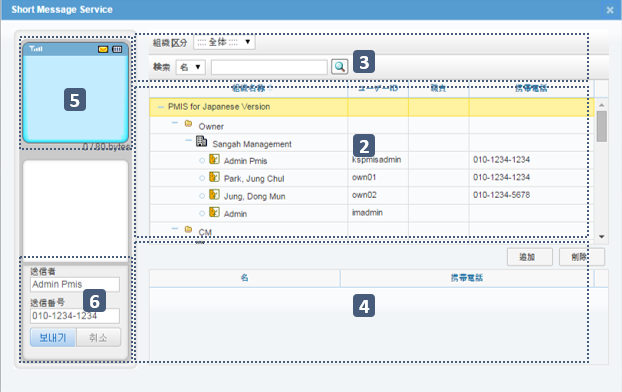 Short Message Service
組織区分 :::: 全体 ::::
検索 名
3
5
0 / 80 bytes
組織名称 ユーザーID 職責 携帯電話
PMIS for Japanese Version
Owner
2
Sangah Management
Admin Pmis kspmisadmin 010-1234-1234
Park, Jung Chul own01 010-1234-1234
Jung, Dong Mun own02 010-1234-5678
Admin imadmin
CM
追加 削除
名 携帯電話
4
送信者
Admin Pmis
6
送信番号
010-1234-1234
보내기 취소